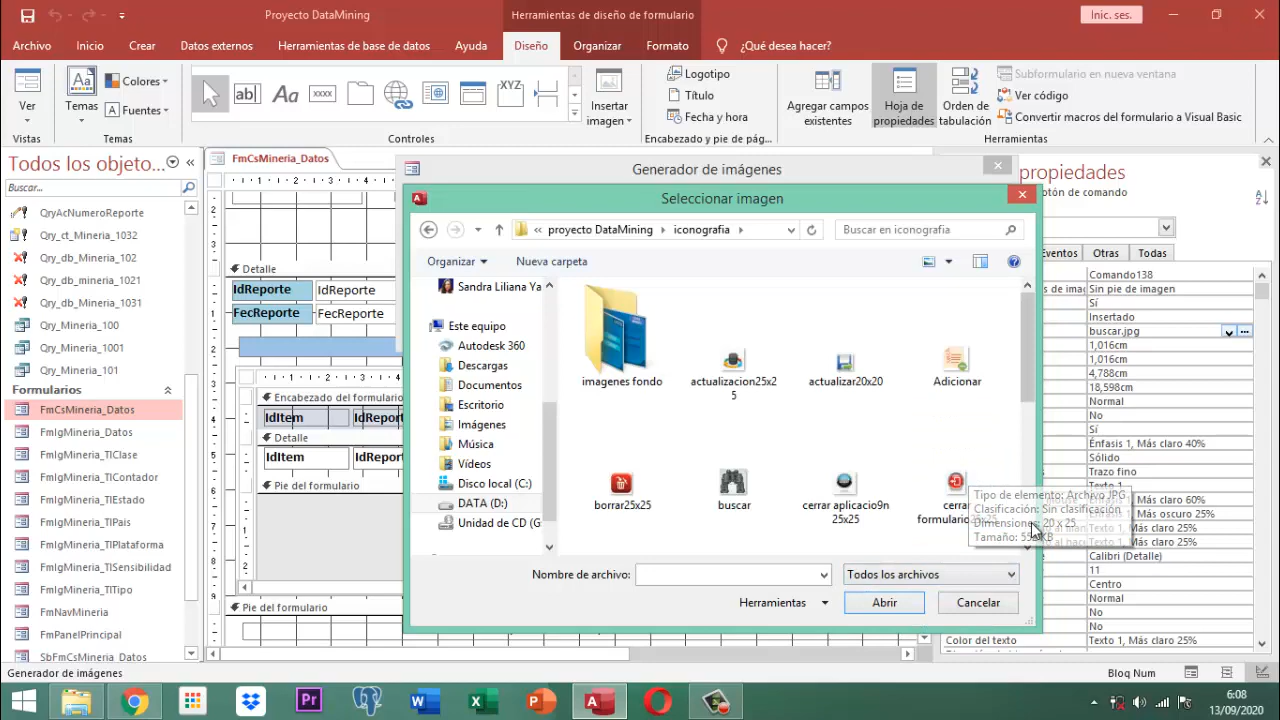 Proyecto DataMining
Herramientas de diseño de formulario
Inic. ses.
Archivo
Inicio
Crear
Datos externos
Herramientas de base de datos
Ayuda
Diseño
Organizar
Formato
¿Qué desea hacer?
Ver
Temas
Colores
Fuentes
Insertar
imagen
Logotipo
Título
Fecha y hora
Agregar campos
existentes
Hoja de
propiedades
Orden de
tabulación
Subformulario en nueva ventana
Ver código
Convertir macros del formulario a Visual Basic
Vistas
Temas
Controles
Encabezado y pie de pág...
Herramientas
Todos los objeto...
Buscar...
QryAcNumeroReporte
Qry_ct_Mineria_1032
Qry_db_Mineria_102
Qry_db_mineria_1021
Qry_db_Mineria_1031
Qry_Mineria_100
Qry_Mineria_1001
Qry_Mineria_101
Formularios
FmCsMineria_Datos
FmIgMineria_Datos
FmIgMineria_TIClase
FmIgMineria_TIContador
FmIgMineria_TIEstado
FmIgMineria_TIPais
FmIgMineria_TIPlataforma
FmIgMineria_TISensibilidad
FmIgMineria_TITipo
FmNavMineria
FmPanelPrincipal
SbFmCsMineria_Datos
FmCsMineria_Datos
Detalle
IdReporte
IdReporte
FecReporte
FecReporte
Encabezado del formulario
IdItem
IdReport
Detalle
IdItem
IdRepor
Pie del formulario
Pie del formulario
Generador de imágenes
Seleccionar imagen
proyecto DataMining
iconografia
Buscar en iconografia
Organizar
Nueva carpeta
Sandra Liliana Ya
Este equipo
Autodesk 360
Descargas
Documentos
Escritorio
Imágenes
Música
Vídeos
Disco local (C:)
DATA (D:)
Unidad de CD (G:
imagenes fondo
actualizacion25x2
5
actualizar20x20
Adicionar
borrar25x25
buscar
cerrar aplicacio9n
25x25
cerrar
formulario
Tipo de elemento: Archivo JPG
Clasificación: Sin clasificación
Dimensiones: 20 x 25
Nombre de archivo:
Todos los archivos
Herramientas
Abrir
Cancelar
propiedades
otón de comando
Eventos
Otras
Todas
Comando138
Sin pie de imagen
Sí
Insertado
buscar.jpg
1,016cm
1,016cm
4,788cm
18,598cm
Normal
No
Sí
Énfasis 1, Más claro 40%
Sólido
Trazo fino
Texto 1
Más claro 60%
Más oscuro 25%
Más claro 25%
Texto 1, Más claro 25%
Calibri (Detalle)
11
Centro
Normal
No
No
Color del texto
Texto 1, Más claro 25%
Generador de imágenes
Bloq Num
6:08
13/09/2020